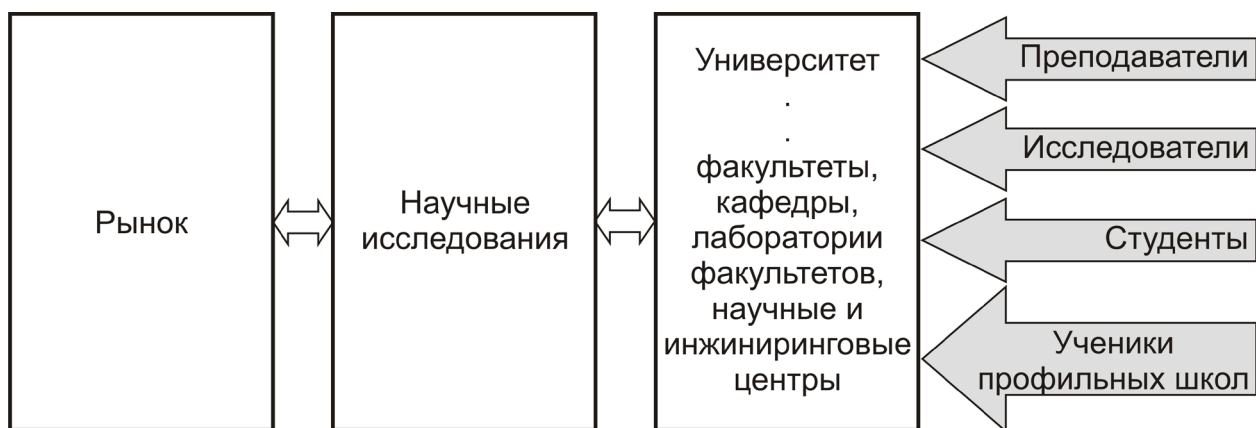 Рынок
Научные
исследования
Университет
.
.
факультеты,
кафедры,
лаборатории
факультетов,
научные и
инжиниринговые
центры
Преподаватели
Исследователи
Студенты
Ученики
профильных школ